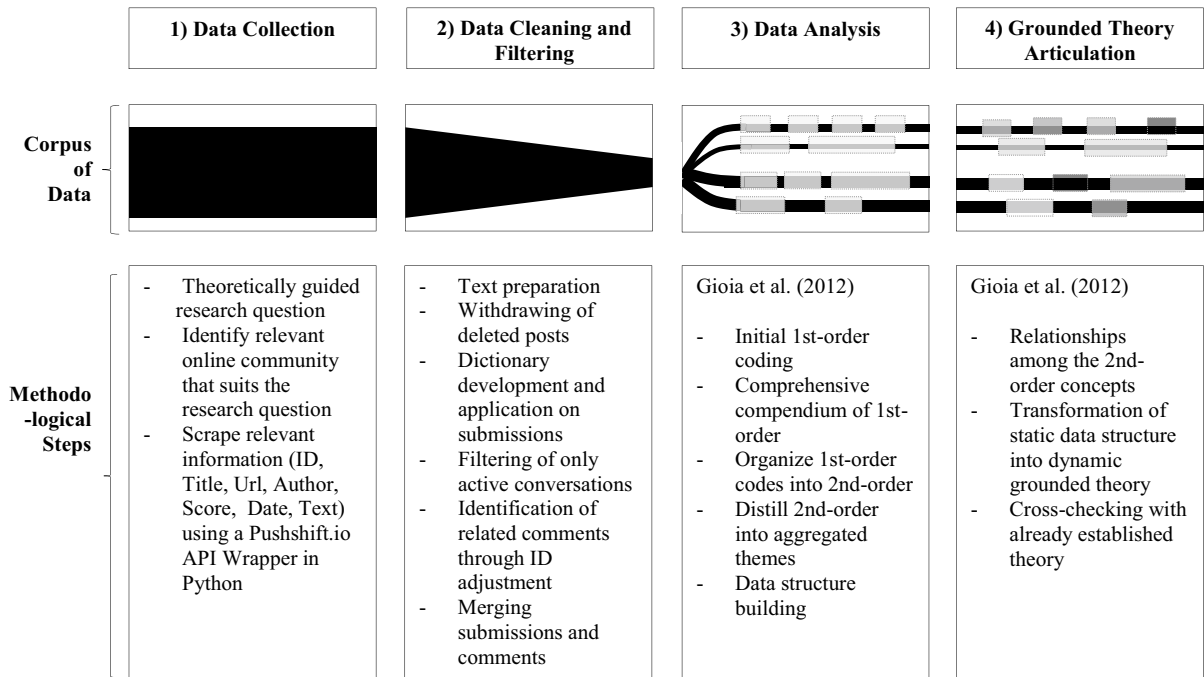 1) Data Collection
2) Data Cleaning and
Filtering
3) Data Analysis
4) Grounded Theory
Articulation
Corpus
of
Data
Methodo
-logical
Steps
- Theoretically guided
research question
- Identify relevant
online community
that suits the
research question
- Scrape relevant
information (ID,
Title, Url, Author,
Score, Date, Text)
using a Pushshift.io
API Wrapper in
Python
- Text preparation
- Withdrawing of
deleted posts
- Dictionary
development and
application on
submissions
- Filtering of only
active conversations
- Identification of
related comments
through ID
adjustment
- Merging
submissions and
comments
Gioia et al. (2012)
- Initial 1st-order
coding
- Comprehensive
compendium of 1st-
order
- Organize 1st-order
codes into 2nd-order
- Distill 2nd-order
into aggregated
themes
- Data structure
building
Gioia et al. (2012)
- Relationships
among the 2nd-
order concepts
- Transformation of
static data structure
into dynamic
grounded theory
- Cross-checking with
already established
theory